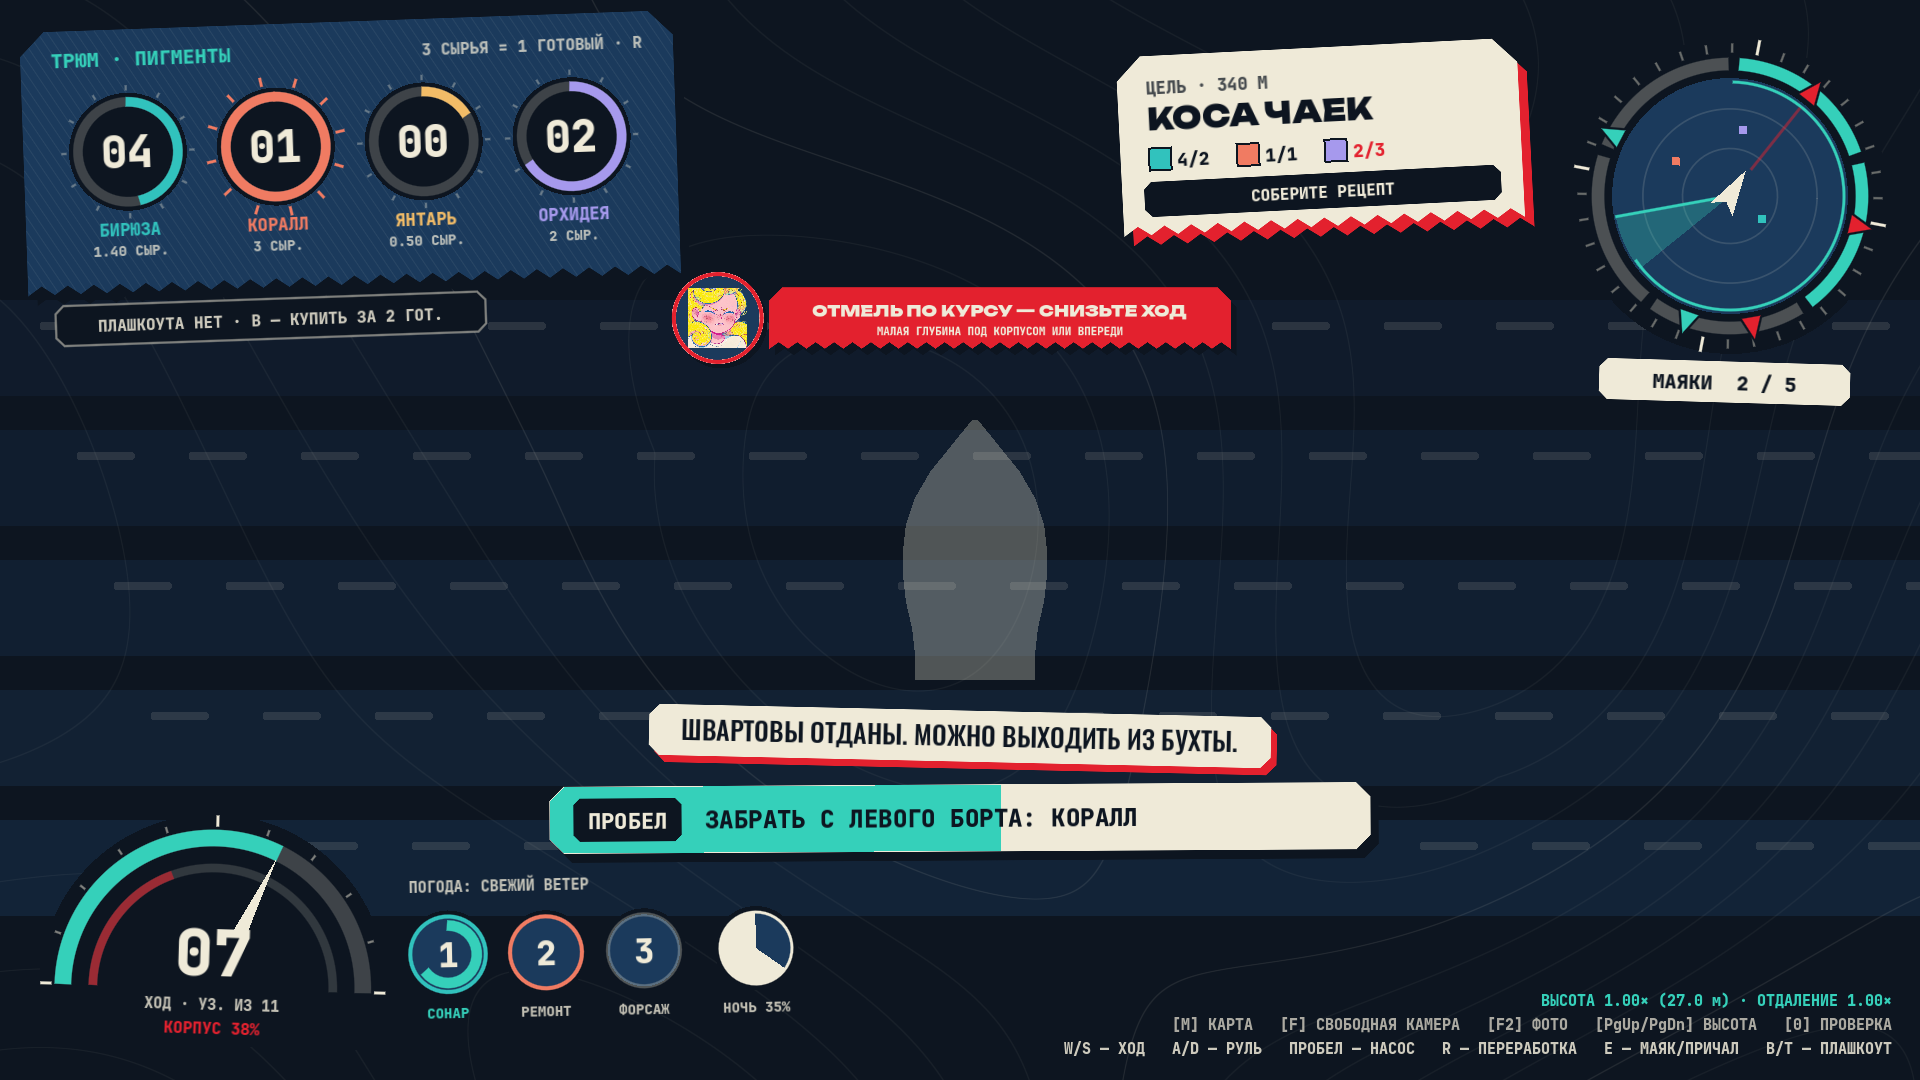 ТРЮМ · ПИГМЕНТЫ
3 СЫРЬЯ = 1 ГОТОВЫЙ · R
04
01
00
02
БИРЮЗА
КОРАЛЛ
ЯНТАРЬ
ОРХИДЕЯ
1.40 СЫР.
3 СЫР.
0.50 СЫР.
2 СЫР.
ПЛАШКОУТА НЕТ · B — КУПИТЬ ЗА 2 ГОТ.
ЦЕЛЬ · 340 М
КОСА ЧАЕК
4/2
1/1
2/3
СОБЕРИТЕ РЕЦЕПТ
ОТМЕЛЬ ПО КУРСУ — СНИЗЬТЕ ХОД
МАЛАЯ ГЛУБИНА ПОД КОРПУСОМ ИЛИ ВПЕРЕДИ
МАЯКИ 2 / 5
ШВАРТОВЫ ОТДАНЫ. МОЖНО ВЫХОДИТЬ ИЗ БУХТЫ.
ПРОБЕЛ ЗАБРАТЬ С ЛЕВОГО БОРТА: КОРАЛЛ
07
ХОД · УЗ. ИЗ 11
КОРПУС 38%
ПОГОДА: СВЕЖИЙ ВЕТЕР
1
2
3
СОНАР
РЕМОНТ
ФОРСАЖ
НОЧЬ 35%
ВЫСОТА 1.00× (27.0 м) · ОТДАЛЕНИЕ 1.00×
[M] КАРТА [F] СВОБОДНАЯ КАМЕРА [F2] ФОТО [PgUp/PgDn] ВЫСОТА [0] ПРОВЕРКА
W/S — ХОД A/D — РУЛЬ ПРОБЕЛ — НАСОС R — ПЕРЕРАБОТКА E — МАЯК/ПРИЧАЛ B/T — ПЛАШКОУТ